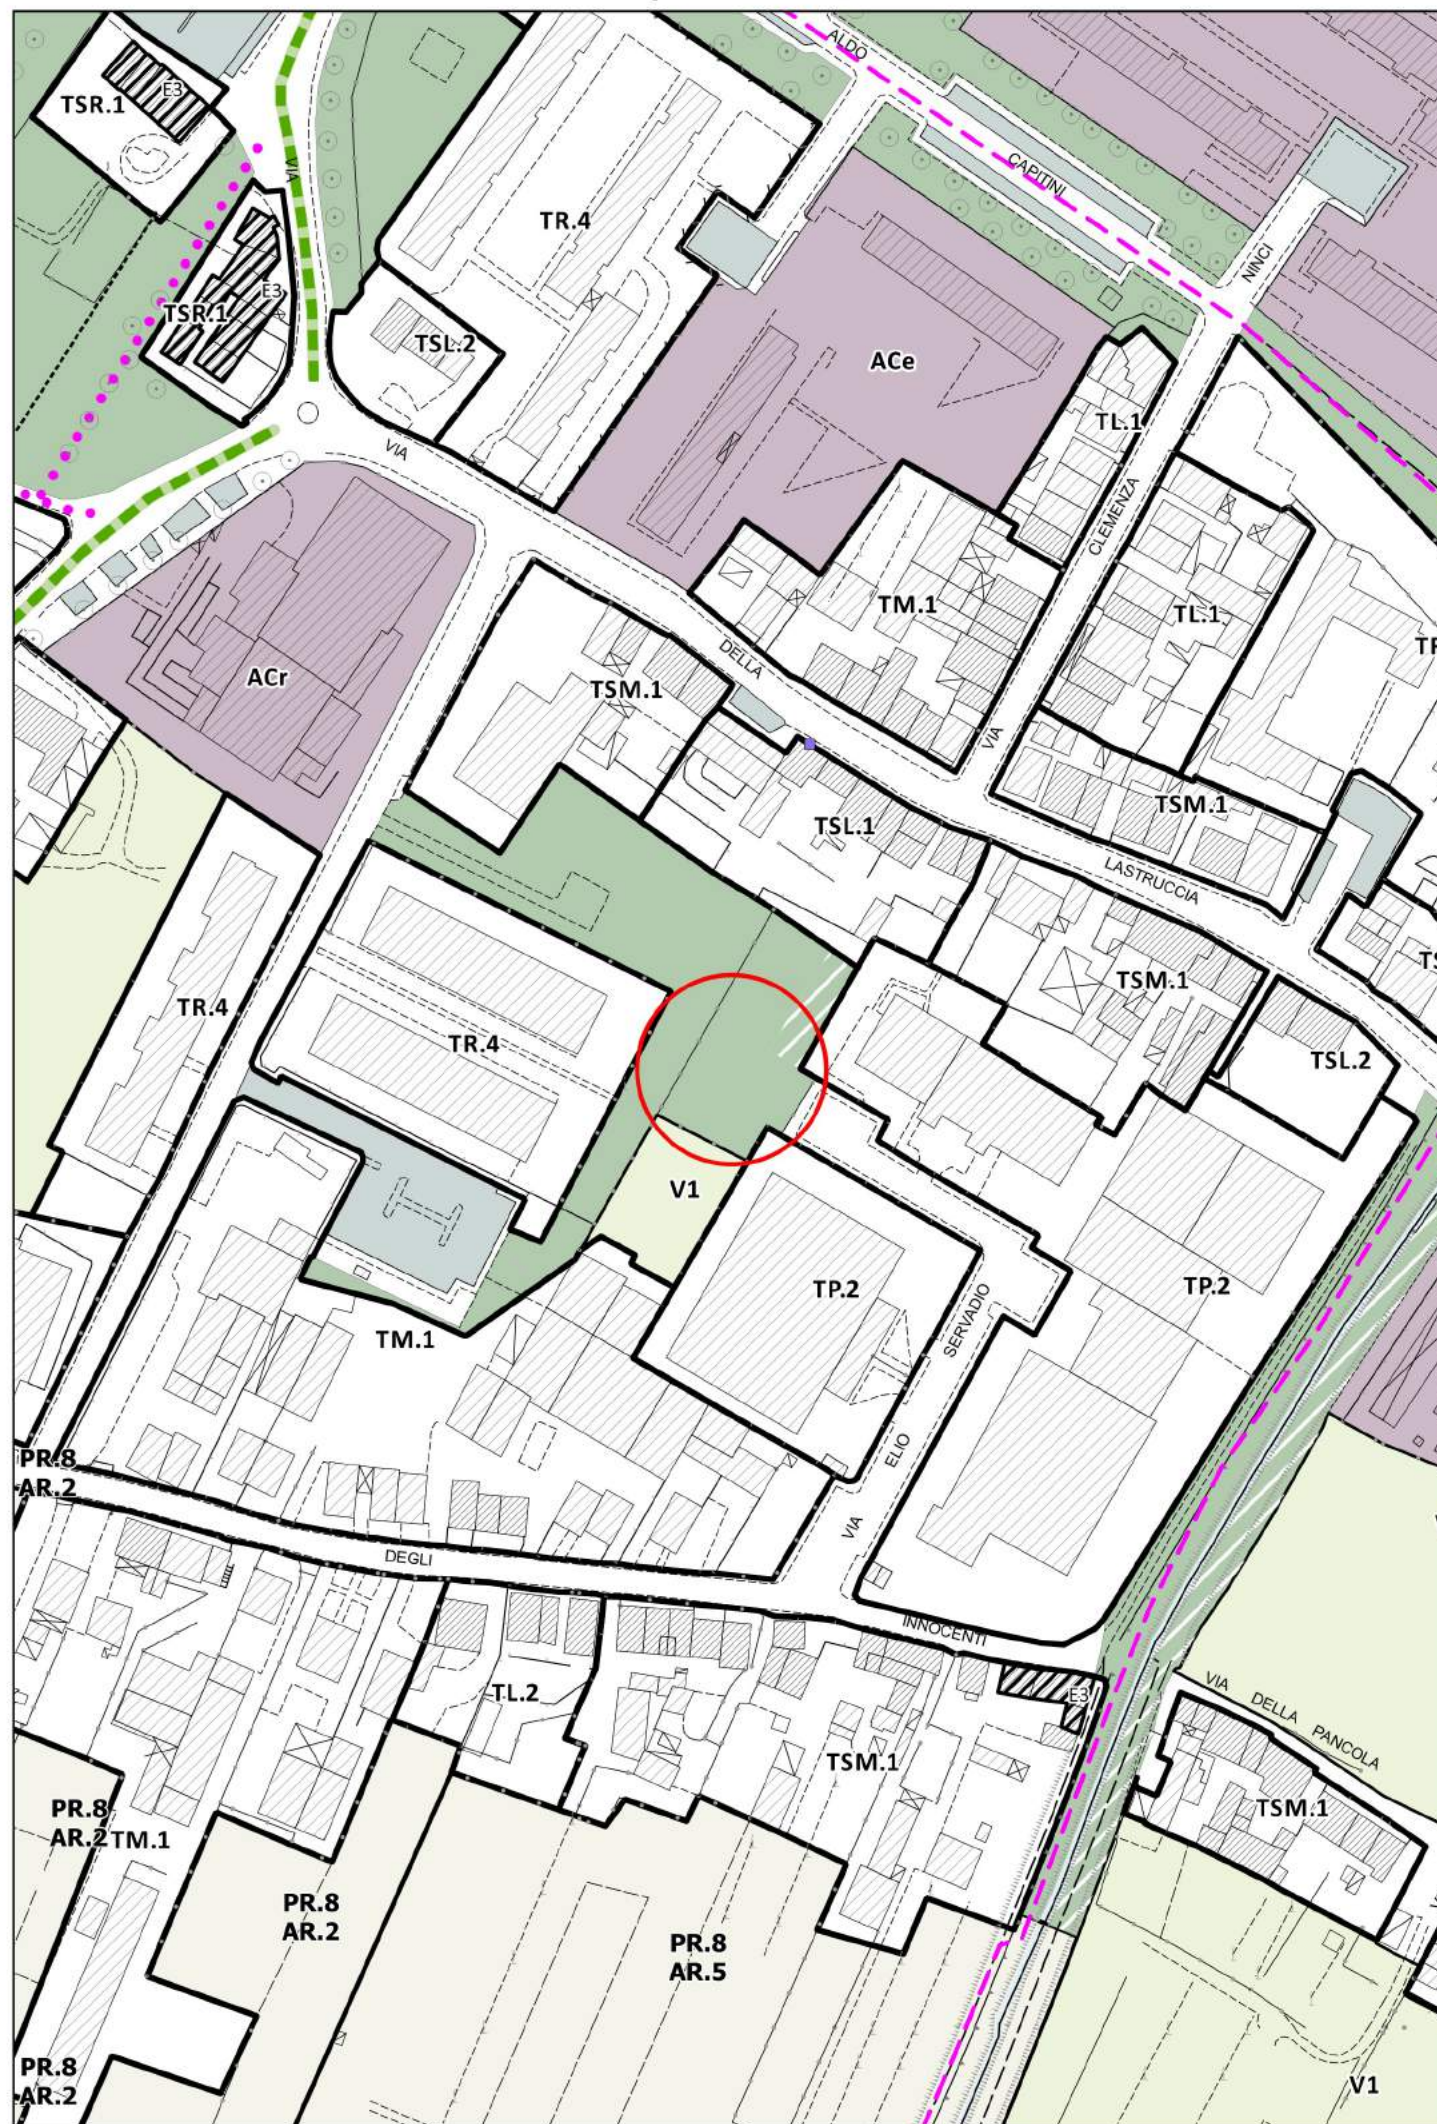 ALDO
TSR.1
E3
VIA
CAPITINI
TR.4
NINCI
E3
TSR.1
TSL.2
ACe
TL.1
VIA
CLEMENZA
TM.1
TL.1
DELLA
ACr
TSM.1
VIA
TSM.1
TSL.1
LASTRUCCIA
TSM.1
TR.4
TR.4
TSL.2
V1
TP.2
TP.2
SERVADIO
TM.1
ELIO
PR.8
AR.2
VIA
DEGLI
INNOCENTI
E3
VIA DELLA PANCOLA
TL.2
TSM.1
TSM.1
PR.8
AR.2
TM.1
PR.8
AR.2
PR.8
AR.5
PR.8
AR.2
V1